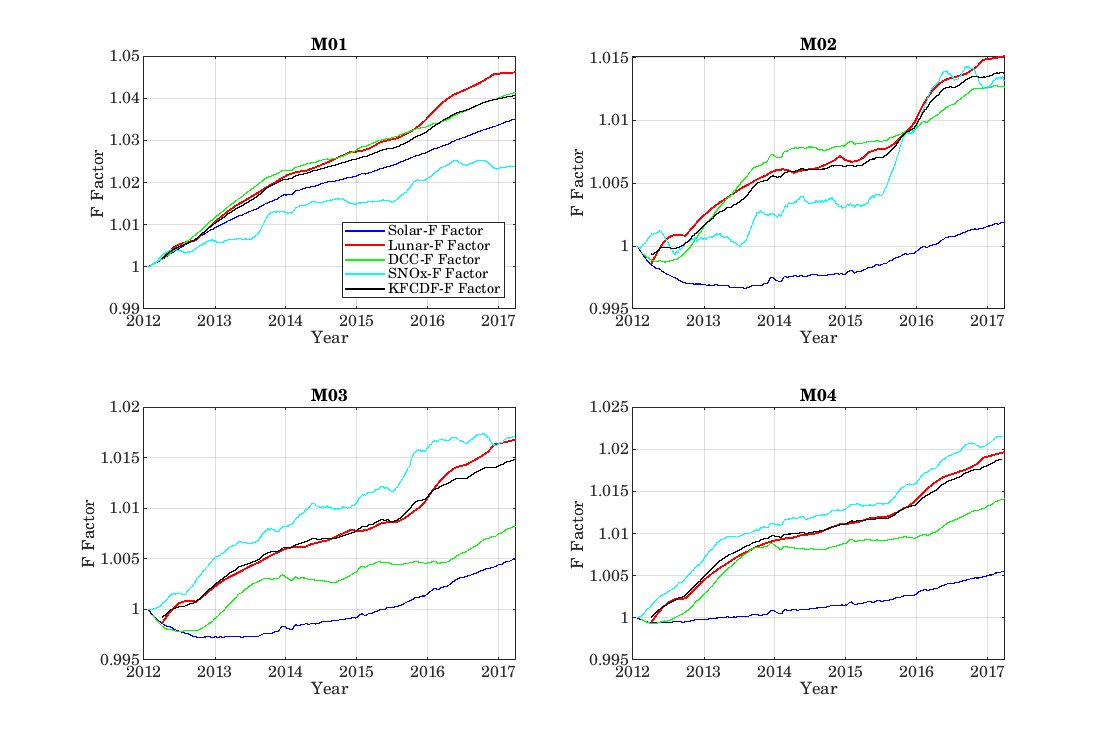 M01
1.05
1.04
1.03
1.02
1.01
1
0.99
F Factor
2012 2013 2014 2015 2016 2017
Year
Solar-F Factor
Lunar-F Factor
DCC-F Factor
SNOx-F Factor
KFCDF-F Factor
M02
1.015
1.01
1.005
1
0.995
F Factor
2012 2013 2014 2015 2016 2017
Year
M03
1.02
1.015
1.01
1.005
1
0.995
F Factor
2012 2013 2014 2015 2016 2017
Year
M04
1.025
1.02
1.015
1.01
1.005
1
0.995
F Factor
2012 2013 2014 2015 2016 2017
Year